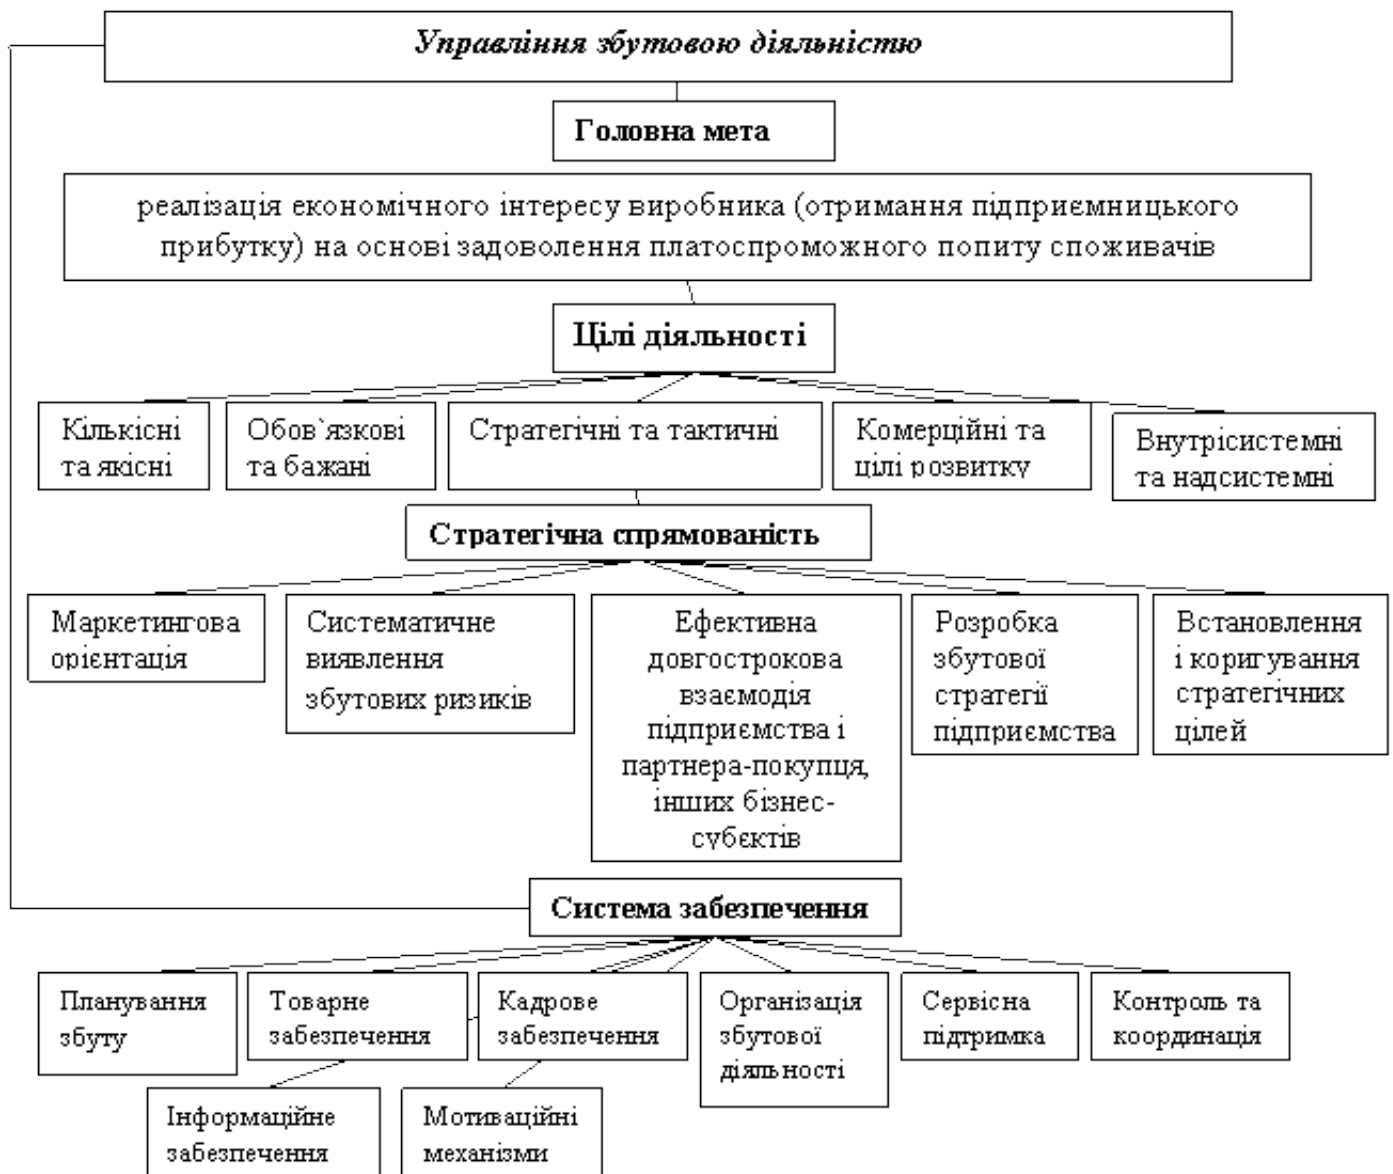 Управління збутовою діяльністю
Головна мета
реалізація економічного інтересу виробника (отримання підприємницького
прибутку) на основі задоволення платоспроможного попиту споживачів
Цілі діяльності
Кількісні
та якісні
Обов`язкові
та бажані
Стратегічні та тактичні
Комерційні та
цілі розвитку
Внутрісистемні
та надсистемні
Стратегічна спрямованість
Маркетингова
орієнтація
Систематичне
виявлення
збутових ризиків
Ефективна
довгострокова
взаємодія
підприємства і
партнера-покупця,
інших бізнес-
субєктів
Розробка
збутової
стратегії
підприємства
Встановлення
і коригування
стратегічних
цілей
Система забезпечення
Планування
збуту
Товарне
забезпечення
Кадрове
забезпечення
Організація
збутової
діяльності
Сервісна
підтримка
Контроль та
координація
Інформаційне
забезпечення
Мотиваційні
механізми